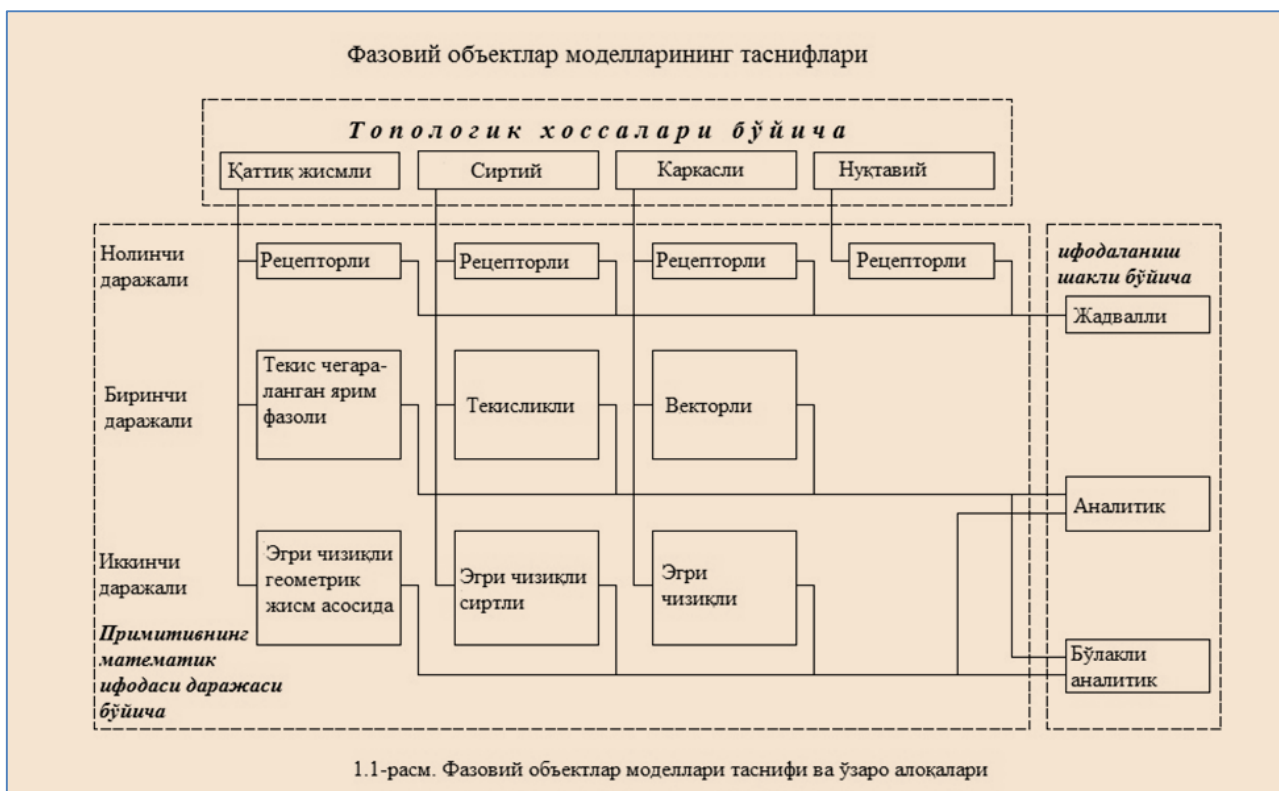 Фазовий объектлар моделларининг таснифлари
Топологик хоссалари бўйича
Қаттиқ жисмли
Сиртий
Каркасли
Нуқтавий
Нолинчи
даражали
Рецепторли
Рецепторли
Рецепторли
Рецепторли
ифодаланиш
шакли бўйича
Жадвалли
Биринчи
даражали
Текис чегара-
ланган ярим
фазоли
Текисликли
Векторли
Аналитик
Иккинчи
даражали
Эгри чизиқли
геометрик
жисм асосида
Эгри чизиқли
сиртли
Эгри
чизиқли
Бўлакли
аналитик
Примитивнинг
математик
ифодаси даражаси
бўйича
1.1-расм. Фазовий объектлар моделлари таснифи ва ўзаро алоқалари